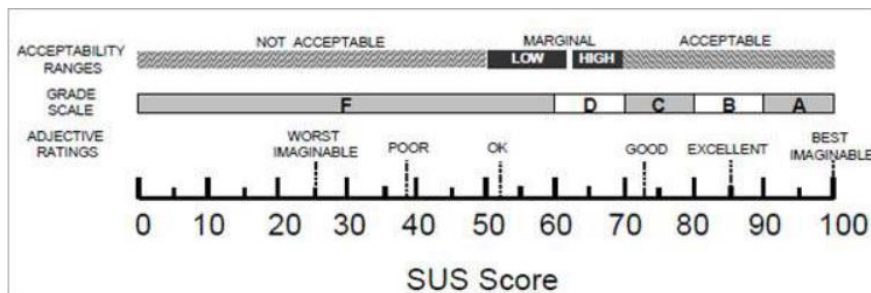 NOT ACCEPTABLE MARGINAL ACCEPTABLE
ACCEPTABILITY RANGES
LOW HIGH
GRADE SCALE
F D C B A
ADJECTIVE RATINGS
WORST IMAGINABLE POOR OK GOOD EXCELLENT BEST IMAGINABLE
0 10 20 30 40 50 60 70 80 90 100
SUS Score